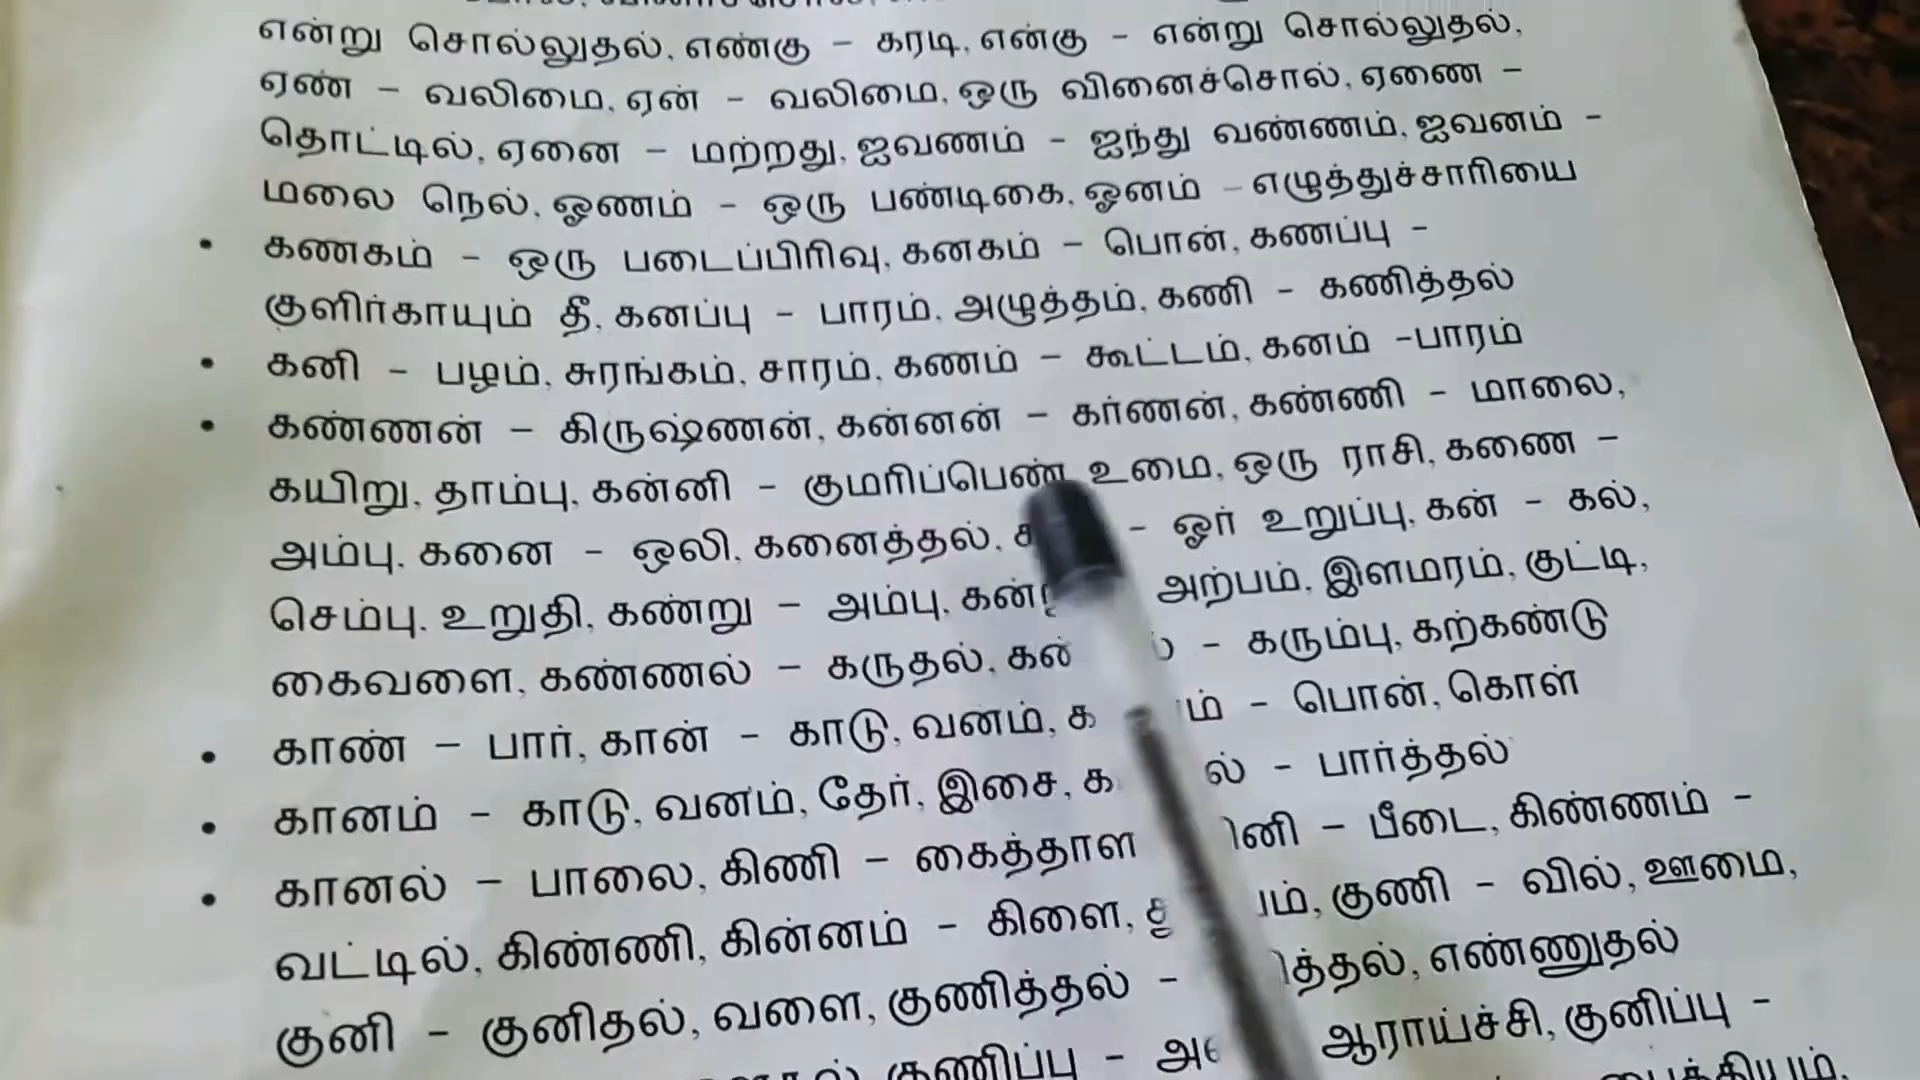 என்று சொல்லுதல், எண்கு – கரடி, என்கு – என்று சொல்லுதல்,
ஏண் – வலிமை, ஏன் – வலிமை, ஒரு வினைச்சொல், ஏணை –
தொட்டில், ஏனை – மற்றது, ஐவணம் – ஐந்து வண்ணம், ஐவனம் –
மலை நெல், ஓணம் – ஒரு பண்டிகை, ஓனம் – எழுத்துச்சாரியை
• கணகம் – ஒரு படைப்பிரிவு, கனகம் – பொன், கணப்பு –
குளிர்காயும் தீ, கனப்பு – பாரம், அழுத்தம், கணி – கணித்தல்
• கனி – பழம், சுரங்கம், சாரம், கணம் – கூட்டம், கனம் –பாரம்
• கண்ணன் – கிருஷ்ணன், கன்னன் – கர்ணன், கண்ணி – மாலை,
கயிறு, தாம்பு, கன்னி – குமரிப்பெண் உமை, ஒரு ராசி, கணை –
அம்பு, கனை – ஒலி, கனைத்தல், – ஓர் உறுப்பு, கன் – கல்,
செம்பு, உறுதி, கண்று – அம்பு, அற்பம், இளமரம், குட்டி,
கைவளை, கண்ணல் – கருதல், – கரும்பு, கற்கண்டு
• காண் – பார், கான் – காடு, வனம், – பொன், கொள்
• கானம் – காடு, வனம், தேர், இசை, – பார்த்தல்
• கானல் – பாலை, கிணி – கைத்தாள – பீடை, கிண்ணம் –
வட்டில், கிண்ணி, கின்னம் – கிளை, குணி – வில், ஊமை,
குனி – குனிதல், வளை, குணித்தல் – எண்ணுதல்
குணிப்பு – ஆராய்ச்சி, குனிப்பு –